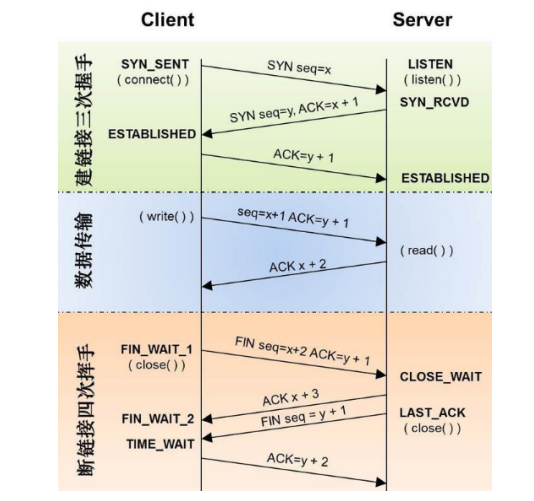 Client
Server
建链接三次握手
SYN_SENT
(connect())
SYN seq=x
LISTEN
(listen())
SYN_RCVD
SYN seq=y, ACK=x + 1
ESTABLISHED
ACK=y + 1
ESTABLISHED
数据传输
(write())
seq=x+1 ACK=y + 1
(read())
ACK x + 2
断链接四次挥手
FIN_WAIT_1
(close())
FIN seq=x+2 ACK=y + 1
CLOSE_WAIT
ACK x + 3
FIN_WAIT_2
FIN seq = y + 1
LAST_ACK
(close())
TIME_WAIT
ACK=y + 2